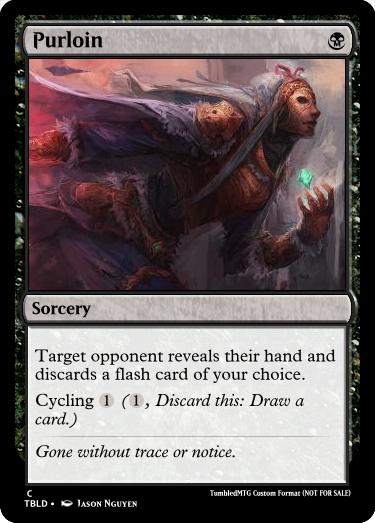 Purloin
Sorcery
Target opponent reveals their hand and
discards a flash card of your choice.
Cycling 1 (1, Discard this: Draw a
card.)
Gone without trace or notice.
C
TBLD • Jason Nguyen
TumbledMTG Custom Format (NOT FOR SALE)